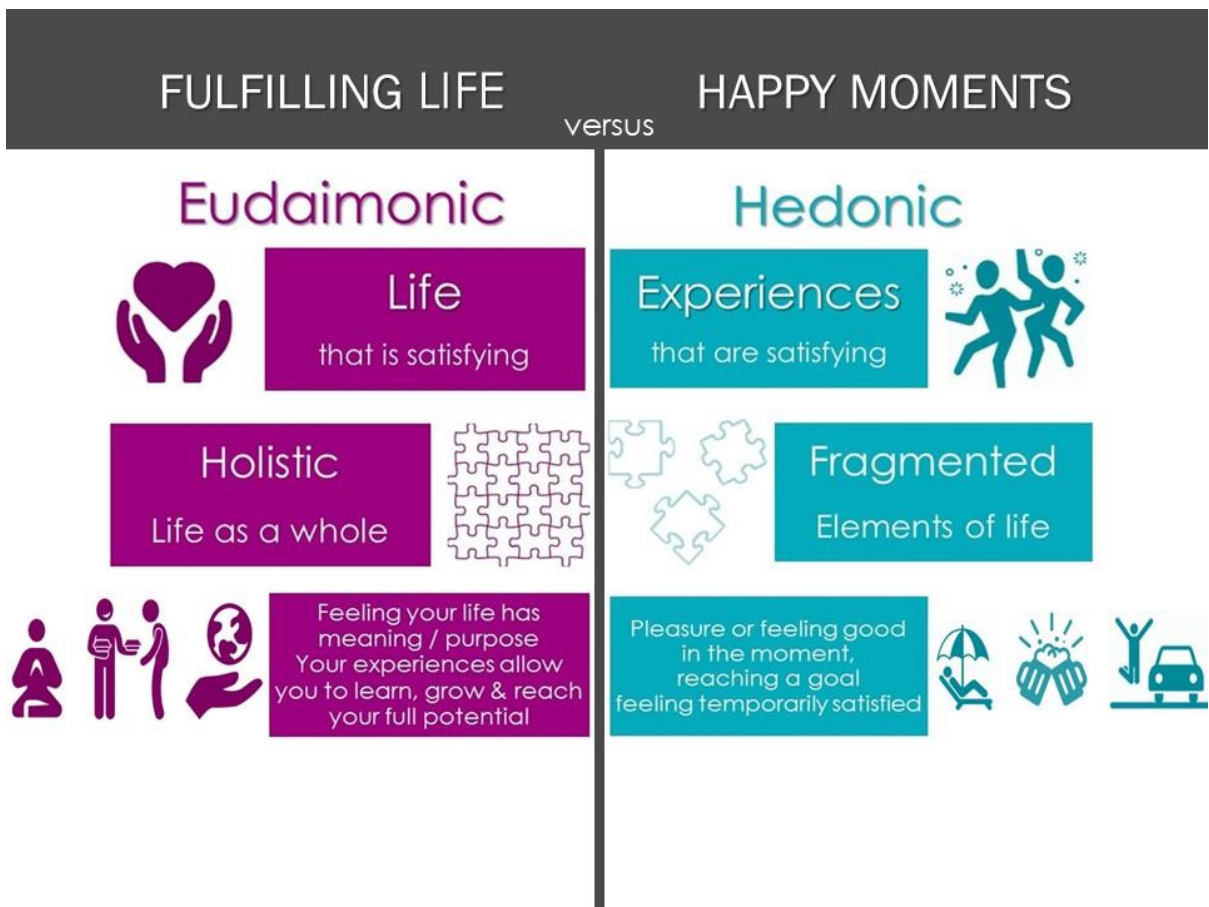 FULFILLING LIFE
versus
HAPPY MOMENTS
Eudaimonic
Life
that is satisfying
Holistic
Life as a whole
Feeling your life has
meaning / purpose
Your experiences allow
you to learn, grow & reach
your full potential
Hedonic
Experiences
that are satisfying
Fragmented
Elements of life
Pleasure or feeling good
in the moment,
reaching a goal
feeling temporarily satisfied